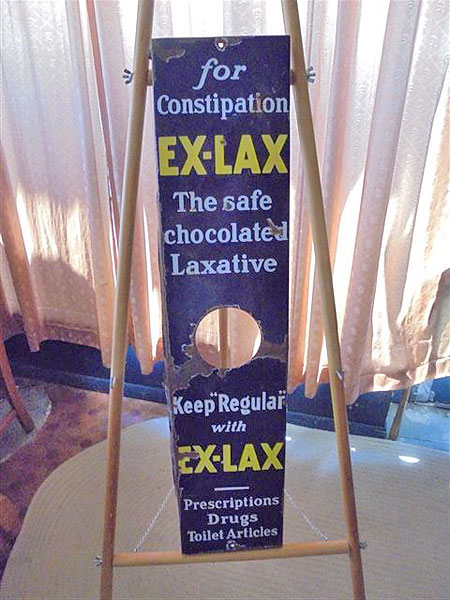 for
Constipation
EX-LAX
The safe
chocolated
Laxative
Keep "Regular"
with
EX-LAX
Prescriptions
Drugs
Toilet Articles